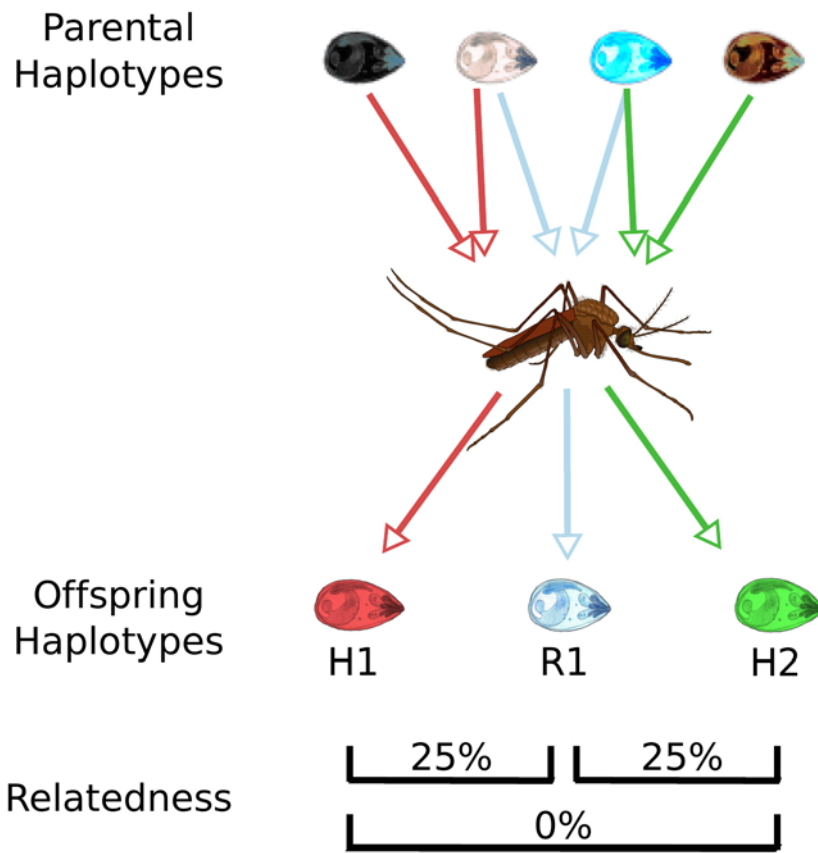 Parental
Haplotypes
Offspring
Haplotypes
H1 R1 H2
Relatedness
25% 25%
0%